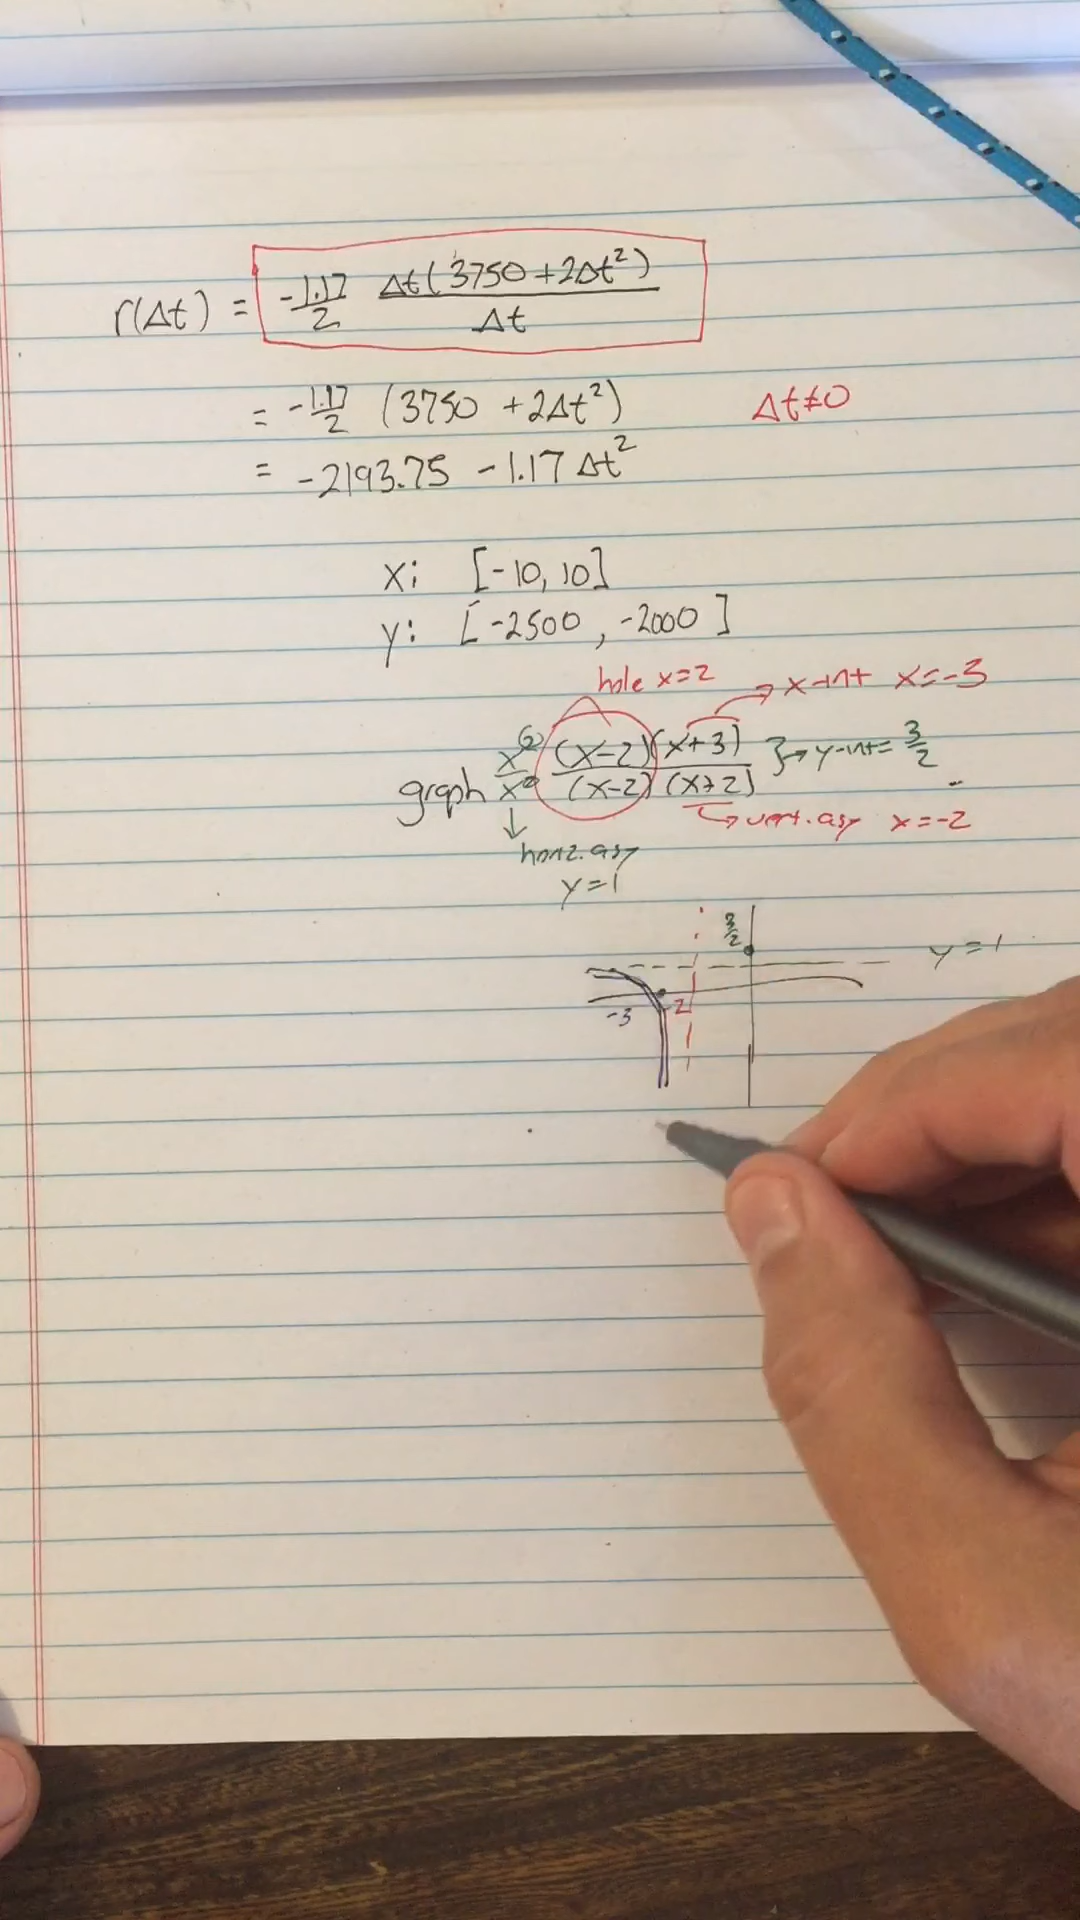 r(Δt) = -1.17/2 Δt(3750+2Δt²)/Δt
= -1.17/2 (3750 +2Δt²) Δt≠0
= -2193.75 -1.17Δt²
x: [-10, 10]
y: [-2500, -2000]
hole x=2 → x-int x=-3
graph x²/x² (x-2)(x+3)/(x-2)(x+2) }→ y-int= 3/2
↳ vert. asy x=-2
↓ horiz. asy
y=1
3/2
y=1
-3 -2